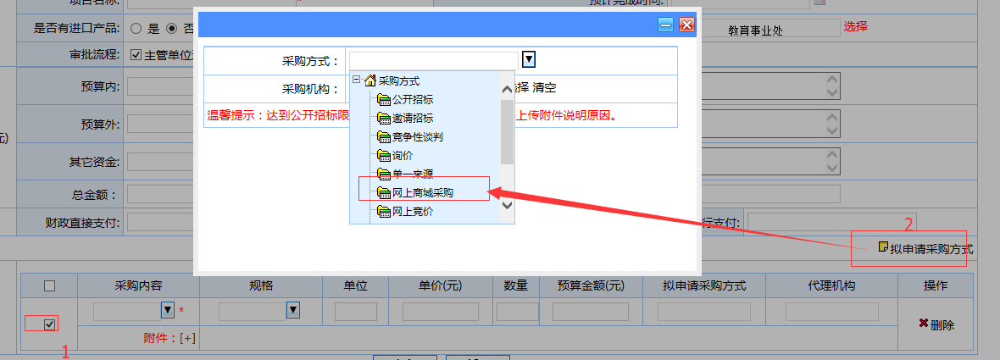 项目名称:
*
预计完成时间:
是否有进口产品:
是
否
教育事业处
选择
审批流程:
主管单位
采购方式：
采购机构：
选择 清空
温馨提示：达到公开招标限
上传附件说明原因。
采购方式
公开招标
邀请招标
竞争性谈判
询价
单一来源
网上商城采购
网上竞价
预算内:
预算外:
元)
其它资金:
总金额：
财政直接支付:
行支付:
2
拟申请采购方式
采购内容
规格
单位
单价(元)
数量
预算金额(元)
拟申请采购方式
代理机构
操作
*
删除
附件：[+]
1